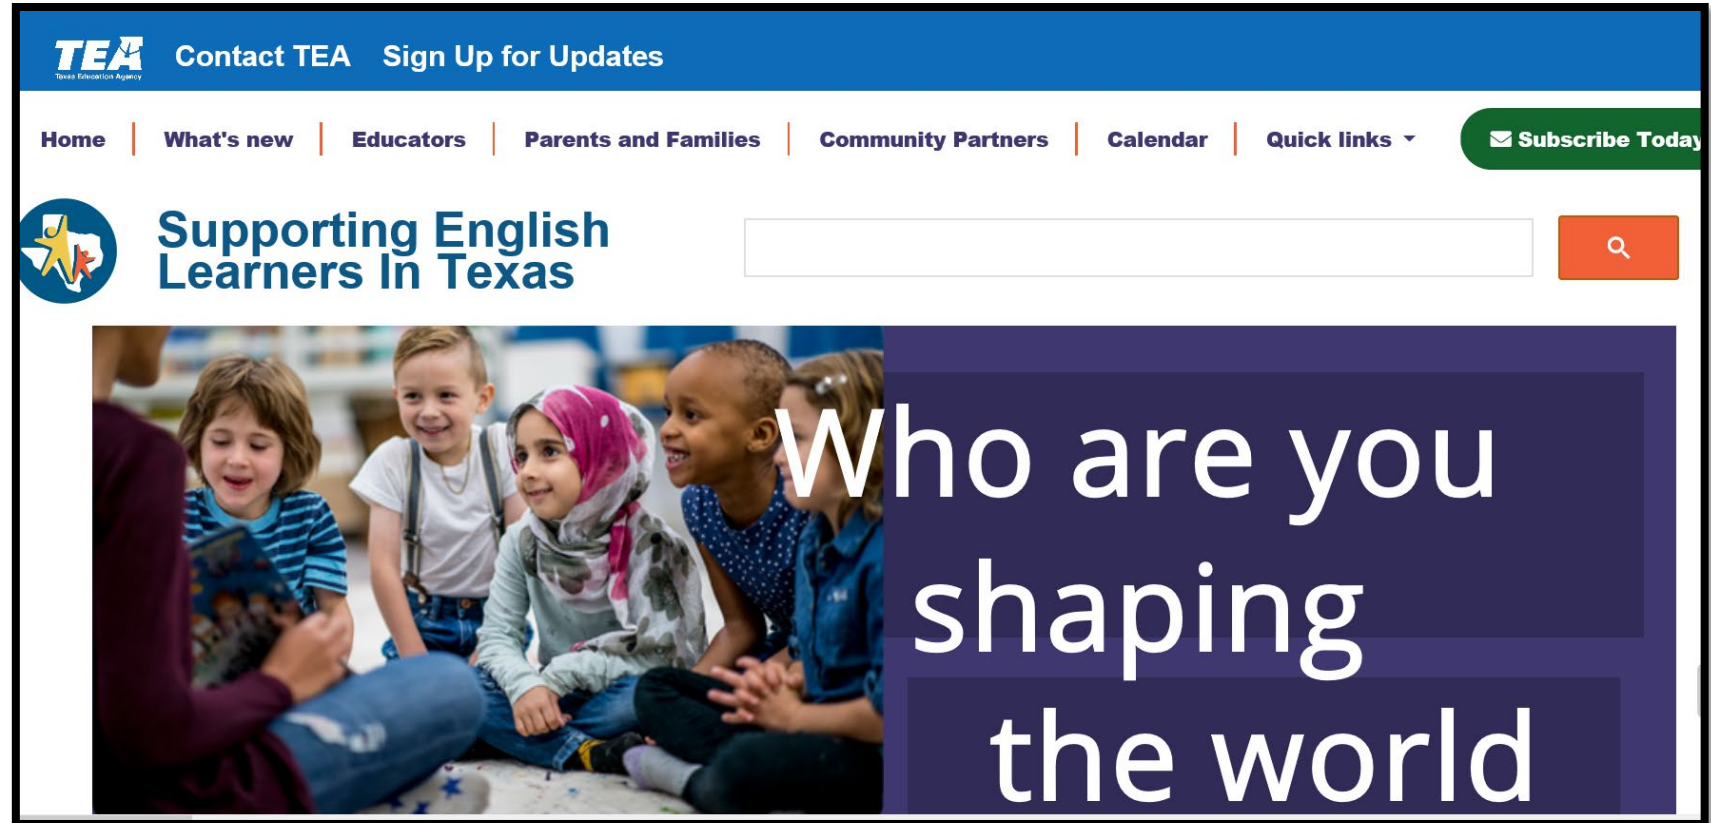 TEA Contact TEA Sign Up for Updates
Texas Education Agency
Home What's new Educators Parents and Families Community Partners Calendar Quick links Subscribe Today
Supporting English
Learners In Texas
Who are you
shaping
the world